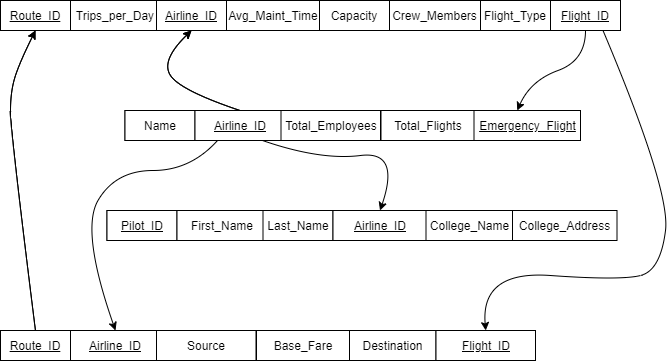 Route_ID Trips_per_Day Airline_ID Avg_Maint_Time Capacity Crew_Members Flight_Type Flight_ID
Name Airline_ID Total_Employees Total_Flights Emergency_Flight
Pilot_ID First_Name Last_Name Airline_ID College_Name College_Address
Route_ID Airline_ID Source Base_Fare Destination Flight_ID